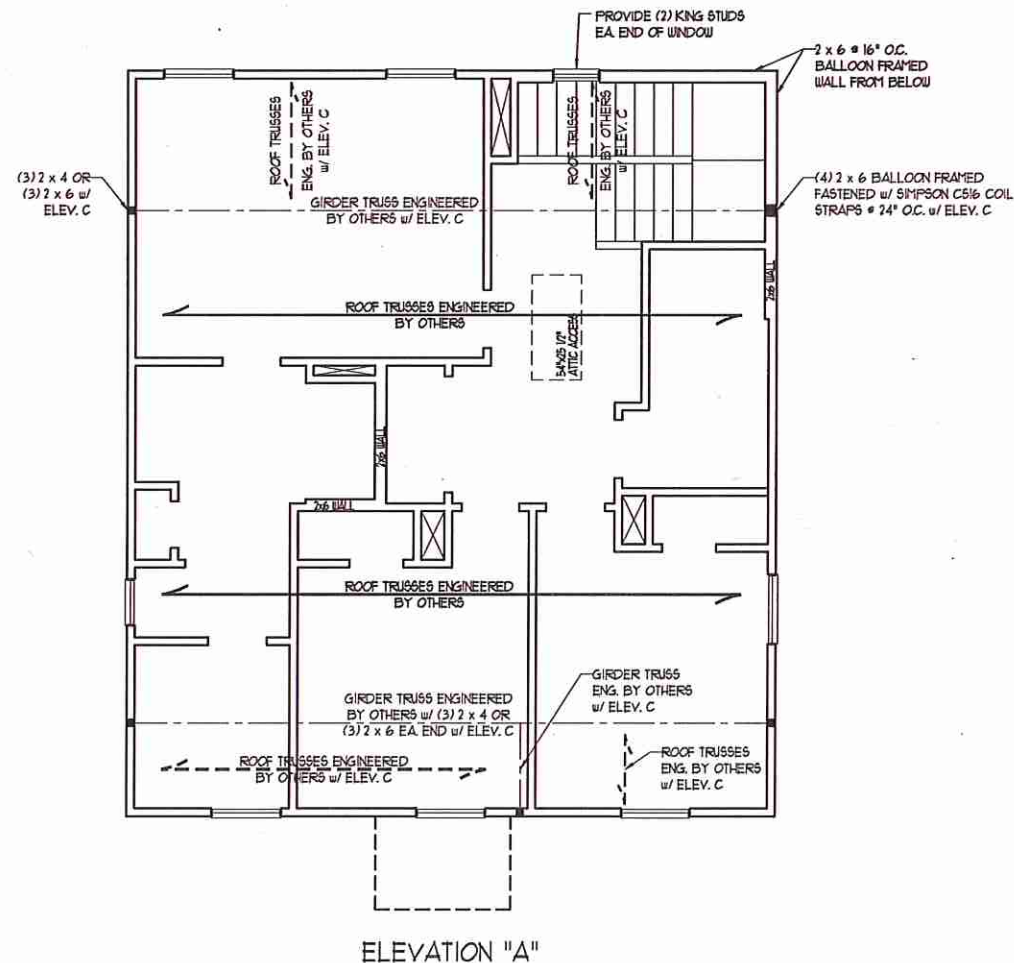 PROVIDE (2) KING STUDS
EA. END OF WINDOW
2 x 6 @ 16" O.C.
BALLOON FRAMED
WALL FROM BELOW
ROOF TRUSSES
ENG. BY OTHERS
w/ ELEV. C
ROOF TRUSSES
ENG. BY OTHERS
w/ ELEV. C
(3) 2 x 4 OR
(3) 2 x 6 w/
ELEV. C
GIRDER TRUSS ENGINEERED
BY OTHERS w/ ELEV. C
(4) 2 x 6 BALLOON FRAMED
FASTENED w/ SIMPSON CS16 COIL
STRAPS @ 24" O.C. w/ ELEV. C
2x6 WALL
ROOF TRUSSES ENGINEERED
BY OTHERS
54"x25 1/2"
ATTIC ACCESS
2x6 WALL
2x6 WALL
ROOF TRUSSES ENGINEERED
BY OTHERS
GIRDER TRUSS
ENG. BY OTHERS
w/ ELEV. C
GIRDER TRUSS ENGINEERED
BY OTHERS w/ (3) 2 x 4 OR
(3) 2 x 6 EA. END w/ ELEV. C
ROOF TRUSSES ENGINEERED
BY OTHERS w/ ELEV. C
ROOF TRUSSES
ENG. BY OTHERS
w/ ELEV. C
ELEVATION "A"